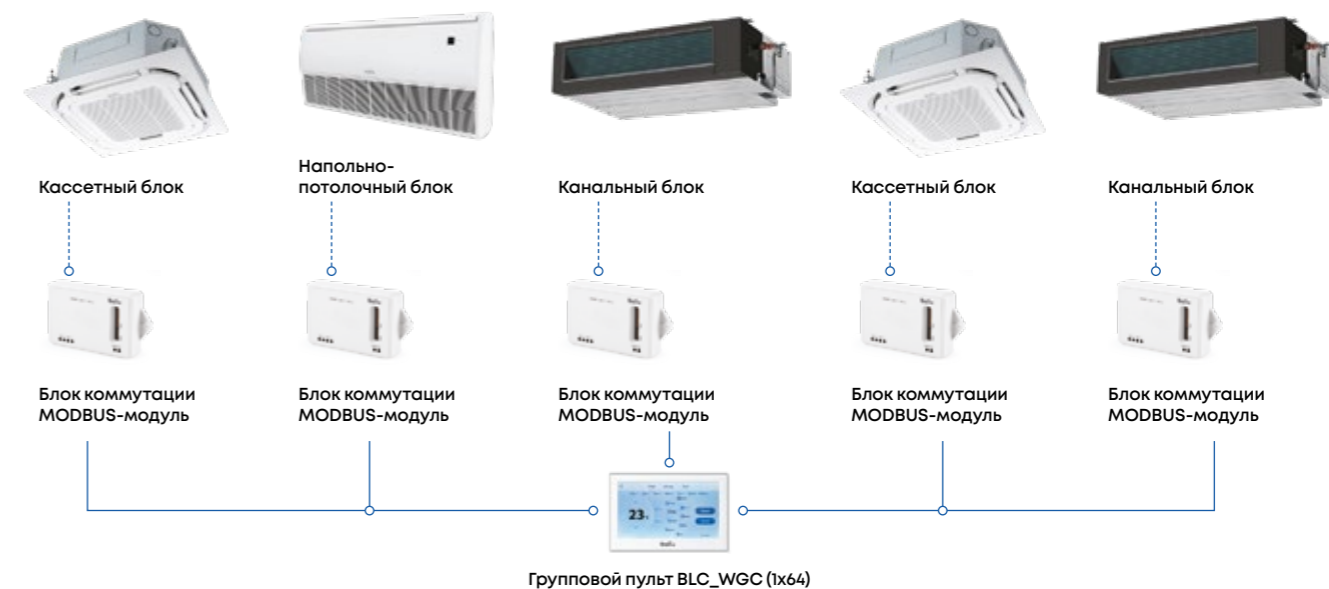 Кассетный блок
Напольно-
потолочный блок
Канальный блок
Кассетный блок
Канальный блок
Блок коммутации
MODBUS-модуль
Блок коммутации
MODBUS-модуль
Блок коммутации
MODBUS-модуль
Блок коммутации
MODBUS-модуль
Блок коммутации
MODBUS-модуль
23
Групповой пульт BLC_WGC (1x64)